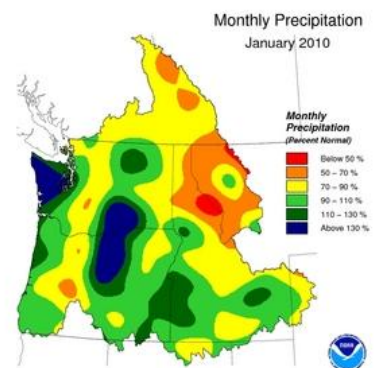 Monthly Precipitation
January 2010
Monthly
Precipitation
(Percent Normal)
Below 50 %
50 - 70 %
70 - 90 %
90 - 110 %
110 - 130 %
Above 130 %
noaa